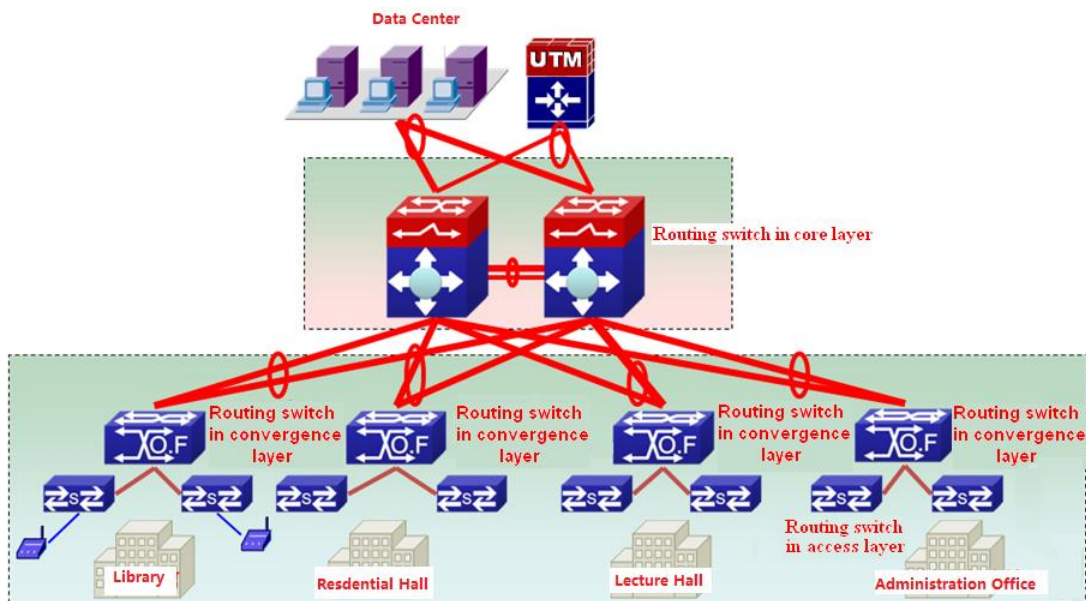 Data Center
UTM
Routing switch in core layer
Routing switch
in convergence
layer
Routing switch
in convergence
layer
Routing switch
in convergence
layer
Routing switch
in convergence
layer
O.F
O.F
O.F
O.F
S
S
S
S
S
S
S
S
Routing switch
in access layer
Library
Resdential Hall
Lecture Hall
Administration Office